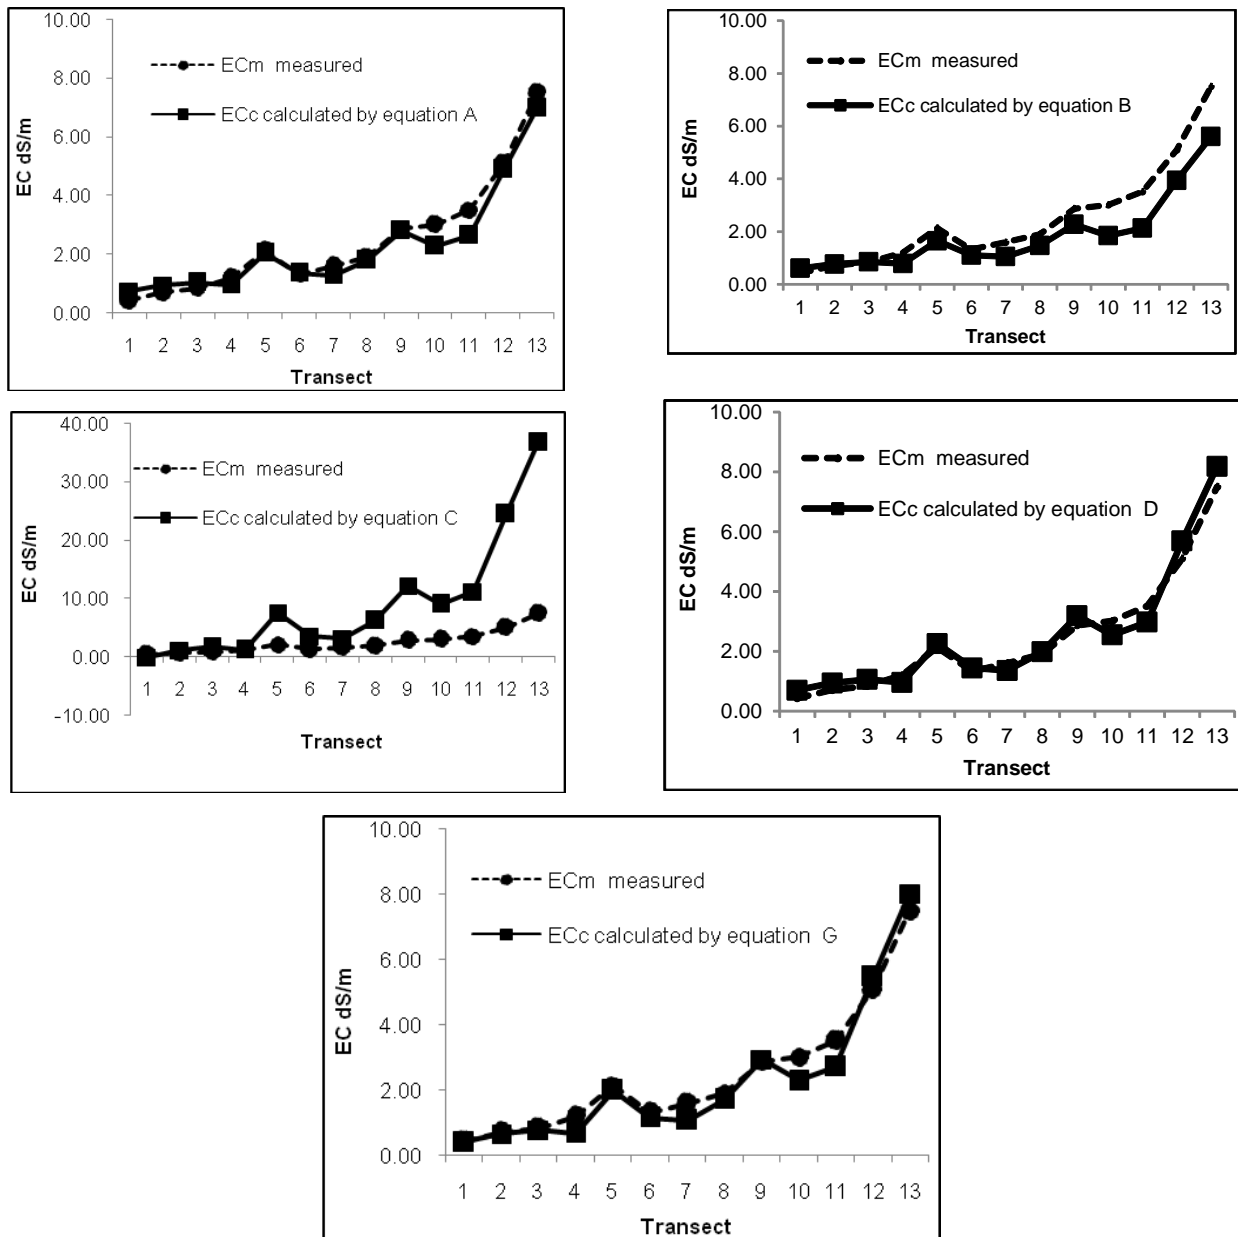 10.00
8.00
6.00
4.00
2.00
0.00
EC dS/m
ECm measured
ECc calculated by equation A
1 2 3 4 5 6 7 8 9 10 11 12 13
Transect
10.00
8.00
6.00
4.00
2.00
0.00
EC dS/m
ECm measured
ECc calculated by equation B
1 2 3 4 5 6 7 8 9 10 11 12 13
Transect
40.00
30.00
20.00
10.00
0.00
-10.00
EC dS/m
ECm measured
ECc calculated by equation C
1 2 3 4 5 6 7 8 9 10 11 12 13
Transect
10.00
8.00
6.00
4.00
2.00
0.00
EC dS/m
ECm measured
ECc calculated by equation D
1 2 3 4 5 6 7 8 9 10 11 12 13
Transect
10.00
8.00
6.00
4.00
2.00
0.00
EC dS/m
ECm measured
ECc calculated by equation G
1 2 3 4 5 6 7 8 9 10 11 12 13
Transect